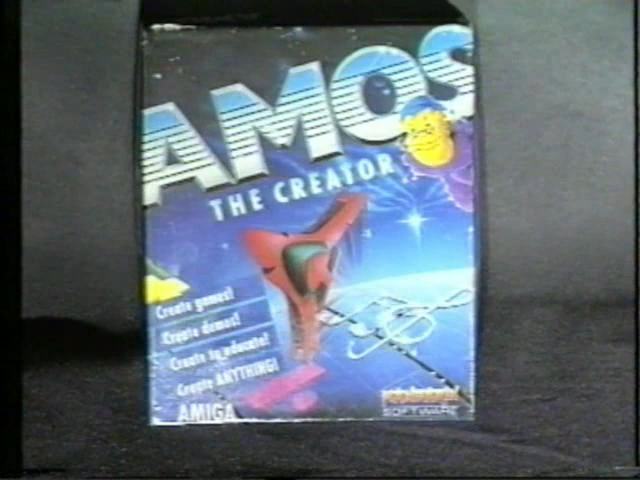 AMOS
THE CREATOR
Create games!
Create demos!
Create to educate!
Create ANYTHING!
AMIGA
SOFTWARE